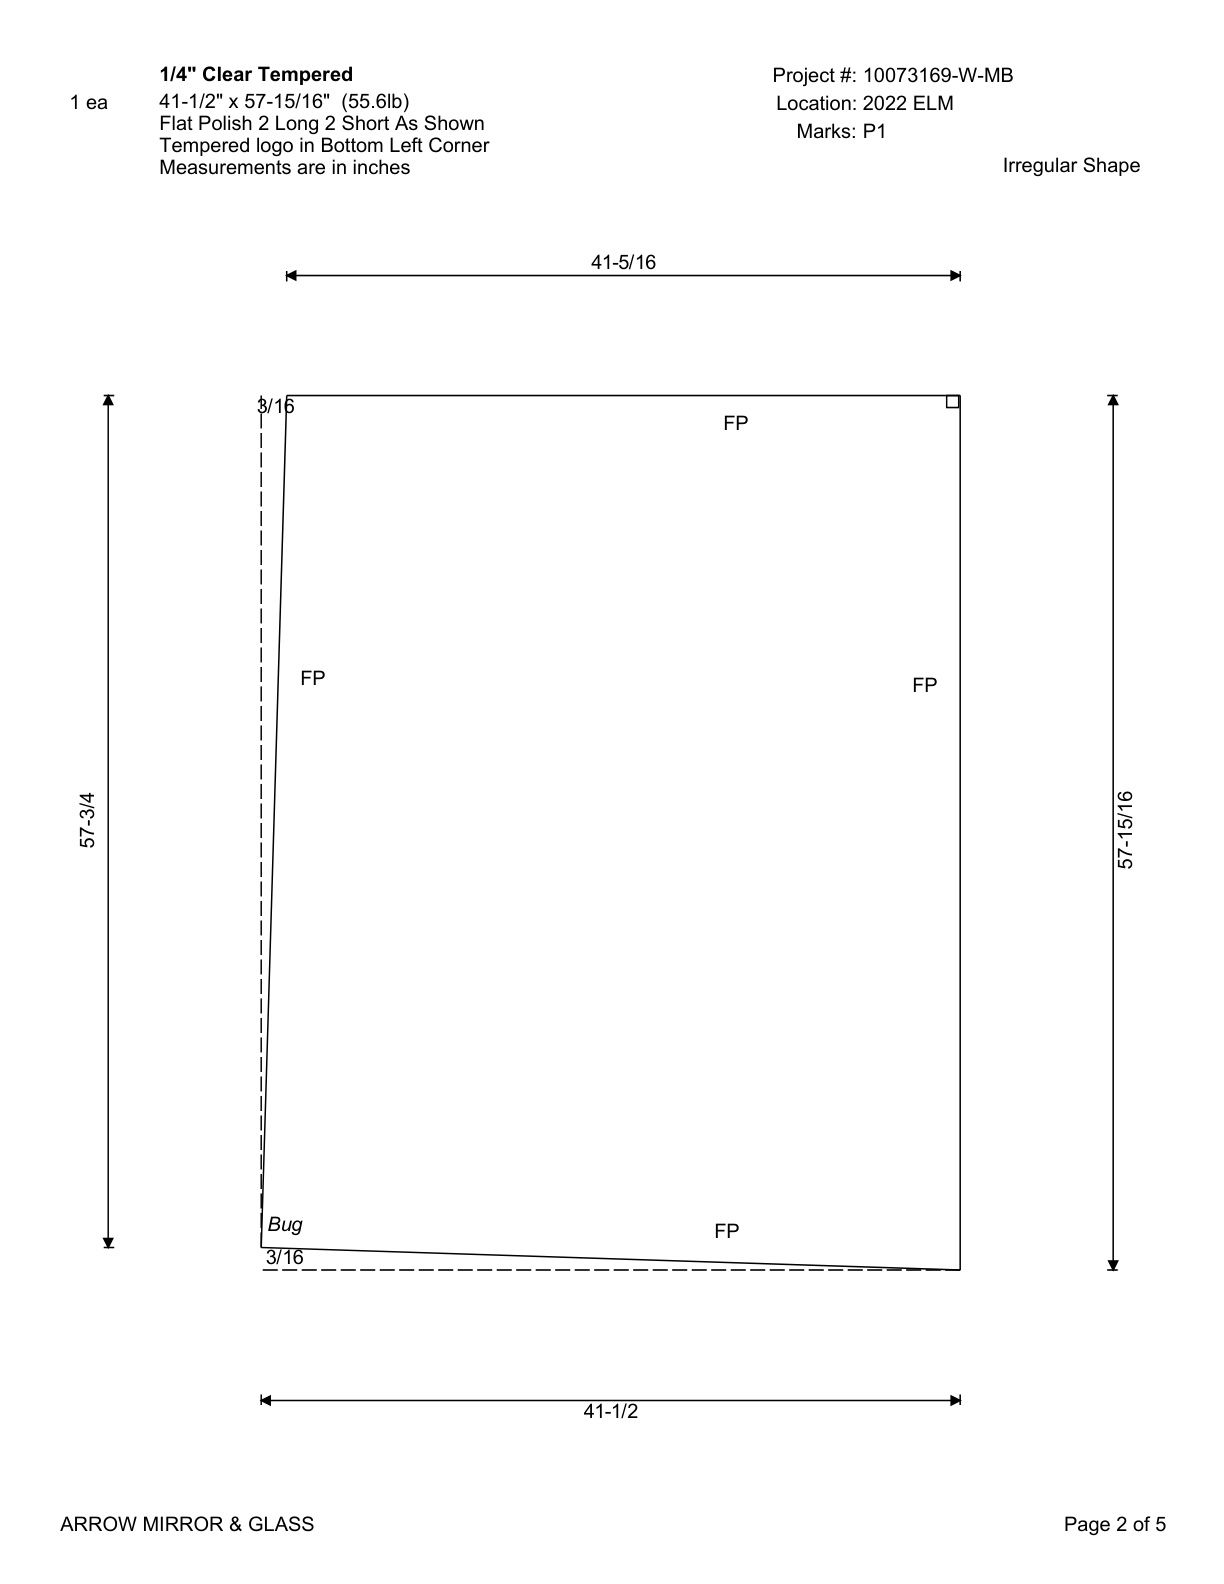 1/4" Clear Tempered
1 ea
41-1/2" x 57-15/16"  (55.6lb)
Flat Polish 2 Long 2 Short As Shown
Tempered logo in Bottom Left Corner
Measurements are in inches
Project #: 10073169-W-MB
Location: 2022 ELM
Marks: P1
Irregular Shape
41-5/16
3/16
FP
FP
FP
57-3/4
57-15/16
Bug
FP
3/16
41-1/2
ARROW MIRROR & GLASS
Page 2 of 5